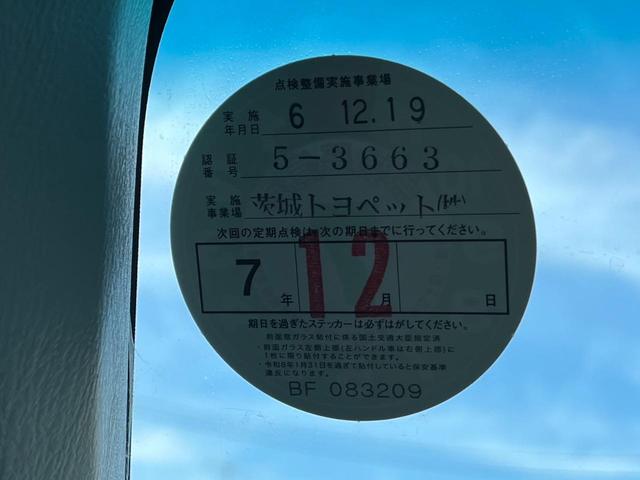 点検整備実施事業場
実施年月日 6 12.19
認証番号 5-3663
実施事業場 茨城トヨペット(株)
次回の定期点検は、次の期日までに行ってください。
7年12月 日
期日を過ぎたステッカーは必ずはがしてください。
前面窓ガラス貼付に係る国土交通大臣指定済
・前面ガラス左側上部(左ハンドル車は右側上部)に
1枚に限り貼付することができます。
・令和8年1月31日を過ぎて貼付していると保安基準
違反になります。
BF 083209